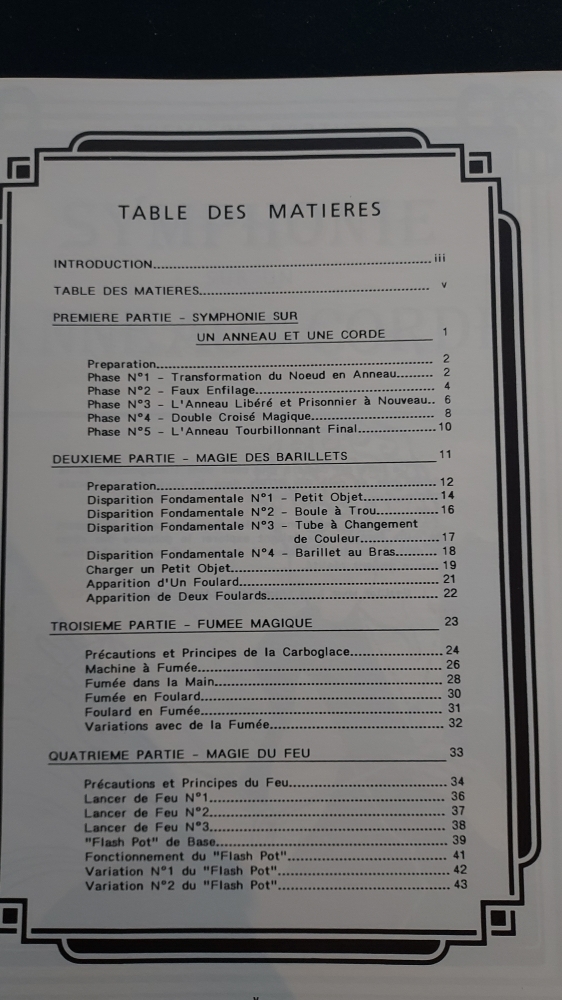 TABLE DES MATIERES
INTRODUCTION................................................ iii
TABLE DES MATIERES........................................ v
PREMIERE PARTIE - SYMPHONIE SUR
UN ANNEAU ET UNE CORDE 1
Preparation................................................ 2
Phase N°1 - Transformation du Noeud en Anneau......... 2
Phase N°2 - Faux Enfilage................................ 4
Phase N°3 - L'Anneau Libéré et Prisonnier à Nouveau.. 6
Phase N°4 - Double Croisé Magique........................ 8
Phase N°5 - L'Anneau Tourbillonnant Final................10
DEUXIEME PARTIE - MAGIE DES BARILLETS 11
Preparation................................................ 12
Disparition Fondamentale N°1 - Petit Objet................14
Disparition Fondamentale N°2 - Boule à Trou..............16
Disparition Fondamentale N°3 - Tube à Changement
de Couleur..................17
Disparition Fondamentale N°4 - Barillet au Bras.......... 18
Charger un Petit Objet.................................... 19
Apparition d'Un Foulard.................................... 21
Apparition de Deux Foulards................................ 22
TROISIEME PARTIE - FUMEE MAGIQUE 23
Précautions et Principes de la Carboglace.................. 24
Machine à Fumée............................................ 26
Fumée dans la Main........................................ 28
Fumée en Foulard.......................................... 30
Foulard en Fumée.......................................... 31
Variations avec de la Fumée................................ 32
QUATRIEME PARTIE - MAGIE DU FEU 33
Précautions et Principes du Feu............................ 34
Lancer de Feu N°1.......................................... 36
Lancer de Feu N°2.......................................... 37
Lancer de Feu N°3.......................................... 38
"Flash Pot" de Base........................................ 39
Fonctionnement du "Flash Pot".............................. 41
Variation N°1 du "Flash Pot".............................. 42
Variation N°2 du "Flash Pot".............................. 43
v